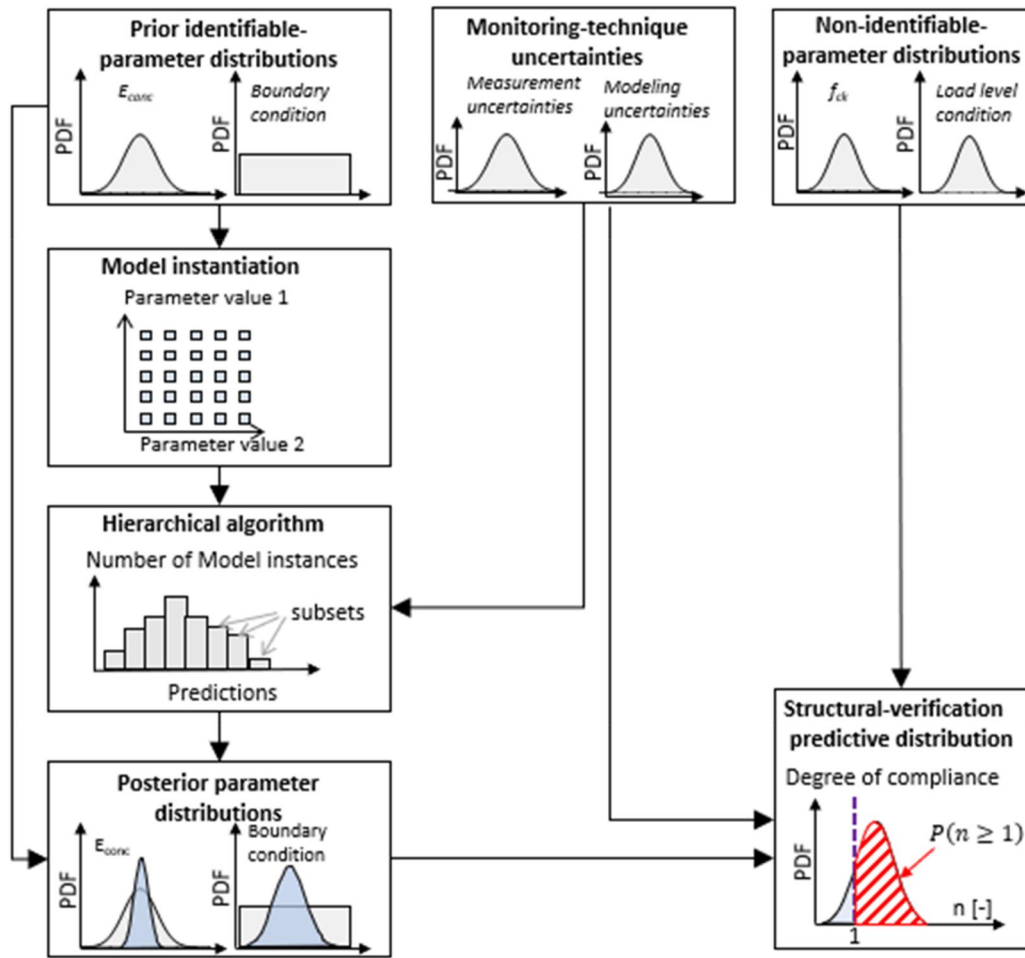 Prior identifiable-
parameter distributions
PDF
E_conc
PDF
Boundary
condition
Monitoring-technique
uncertainties
Measurement
uncertainties
PDF
Modeling
uncertainties
PDF
Non-identifiable-
parameter distributions
PDF
f_ck
PDF
Load level
condition
Model instantiation
Parameter value 1
Parameter value 2
Hierarchical algorithm
Number of Model instances
subsets
Predictions
Posterior parameter
distributions
PDF
E_conc
PDF
Boundary
condition
Structural-verification
predictive distribution
Degree of compliance
PDF
P(n ≥ 1)
n [-]
1